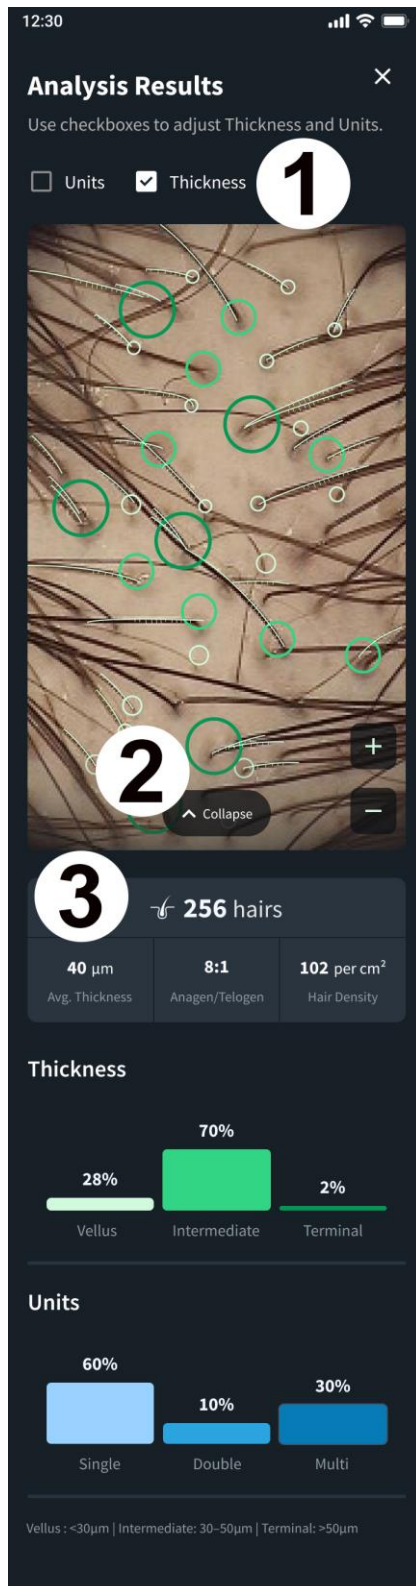 12:30
Analysis Results
Use checkboxes to adjust Thickness and Units.
Units Thickness
1
2
Collapse
+
−
3
256 hairs
40 µm 8:1 102 per cm²
Avg. Thickness Anagen/Telogen Hair Density
Thickness
70%
28% 2%
Vellus Intermediate Terminal
Units
60%
10% 30%
Single Double Multi
Vellus : <30µm | Intermediate: 30–50µm | Terminal: >50µm